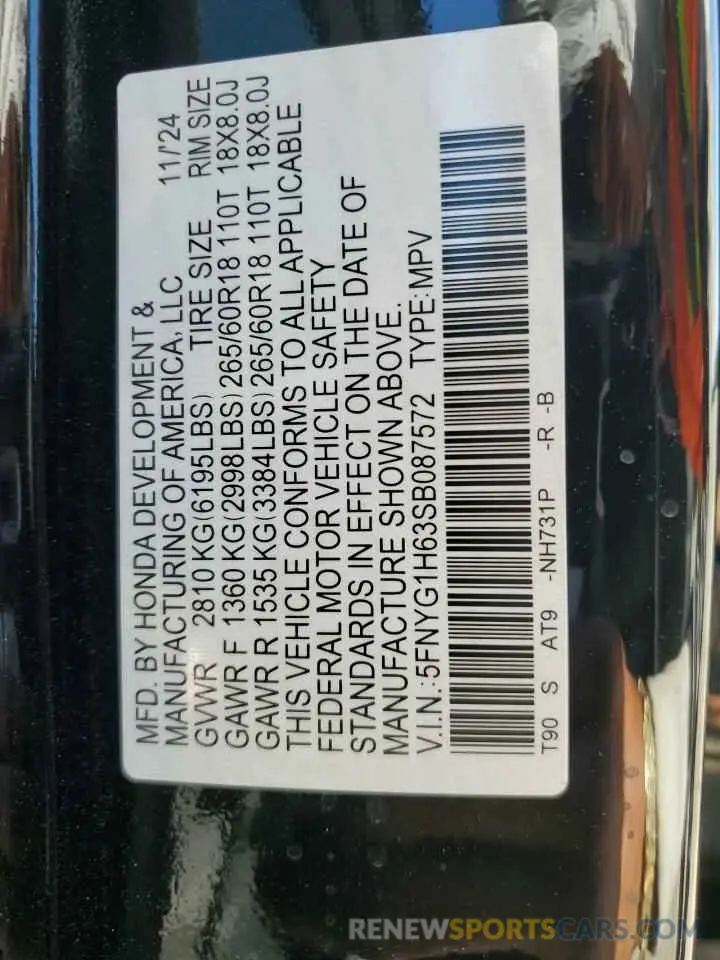 MFD. BY HONDA DEVELOPMENT &
MANUFACTURING OF AMERICA, LLC 11/'24
GVWR 2810 KG(6195LBS) TIRE SIZE RIM SIZE
GAWR F 1360 KG(2998LBS) 265/60R18 110T 18X8.0J
GAWR R 1535 KG(3384LBS) 265/60R18 110T 18X8.0J
THIS VEHICLE CONFORMS TO ALL APPLICABLE
FEDERAL MOTOR VEHICLE SAFETY
STANDARDS IN EFFECT ON THE DATE OF
MANUFACTURE SHOWN ABOVE.
V.I.N.:5FNYG1H63SB087572 TYPE:MPV
T90 S AT9 -NH731P -R -B
RENEWSPORTSCARS.COM